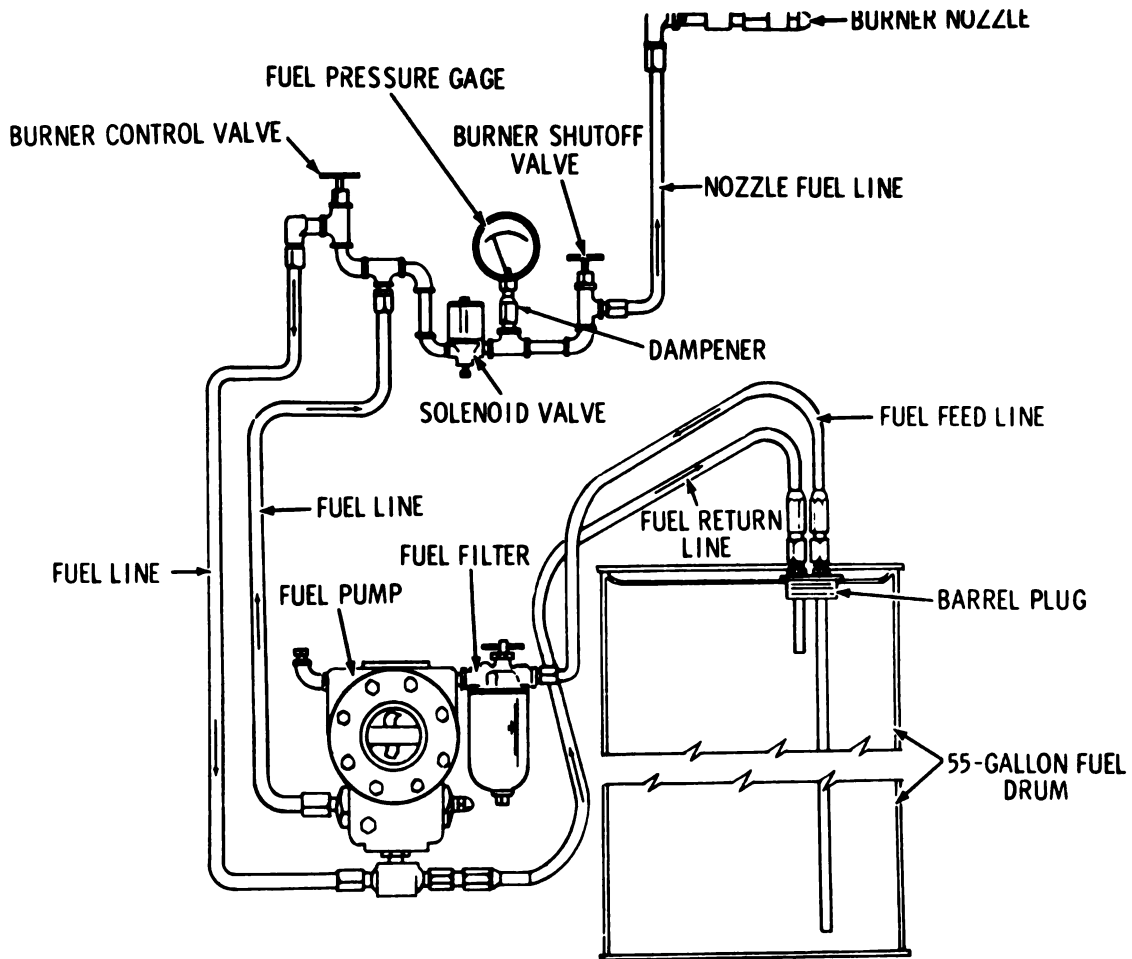 BURNER NOZZLE
FUEL PRESSURE GAGE
BURNER CONTROL VALVE
BURNER SHUTOFF
VALVE
NOZZLE FUEL LINE
DAMPENER
SOLENOID VALVE
FUEL FEED LINE
FUEL LINE
FUEL RETURN
LINE
FUEL FILTER
FUEL LINE
FUEL PUMP
BARREL PLUG
55-GALLON FUEL
DRUM